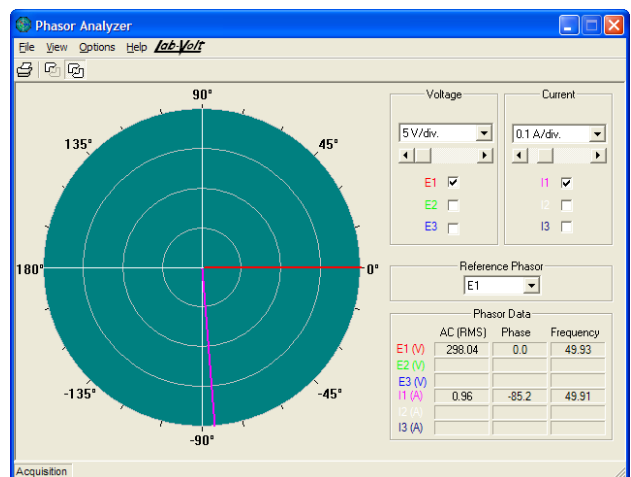 Phasor Analyzer
File View Options Help Lab-Volt
90°
135°
45°
180°
0°
-135°
-45°
-90°
Voltage
5 V/div.
E1
E2
E3
Current
0.1 A/div.
I1
I2
I3
Reference Phasor
E1
Phasor Data
AC (RMS) Phase Frequency
E1 (V) 298.04 0.0 49.93
E2 (V)
E3 (V)
I1 (A) 0.96 -85.2 49.91
I2 (A)
I3 (A)
Acquisition